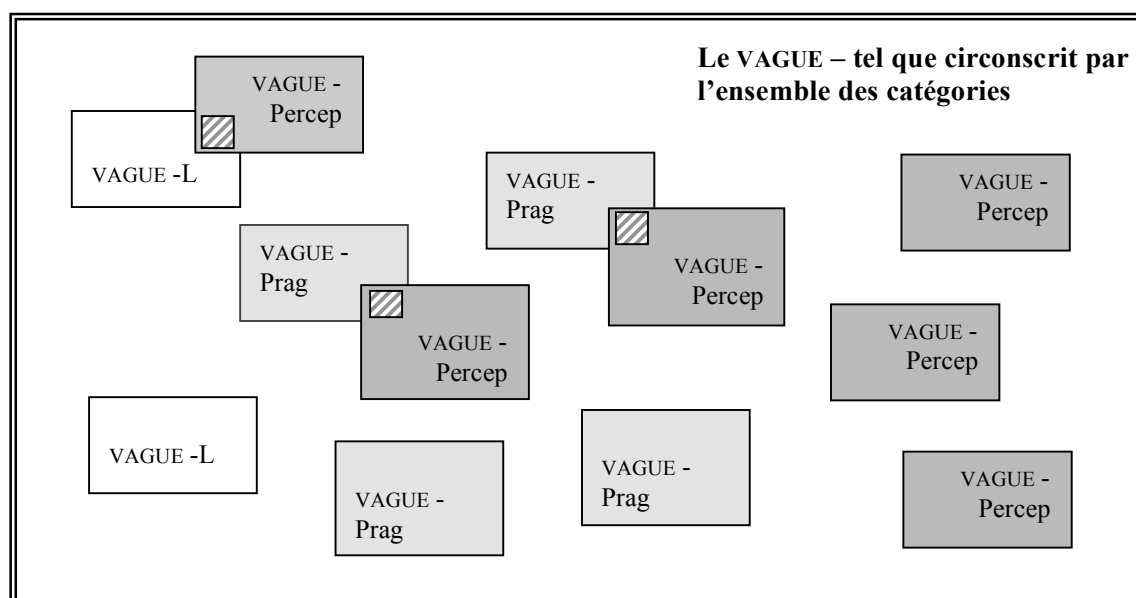 Le VAGUE – tel que circonscrit par
l'ensemble des catégories
VAGUE -
Percep
VAGUE -L
VAGUE -
Prag
VAGUE -
Percep
VAGUE -
Percep
VAGUE -
Prag
VAGUE -
Percep
VAGUE -
Percep
VAGUE -L
VAGUE -
Prag
VAGUE -
Prag
VAGUE -
Percep